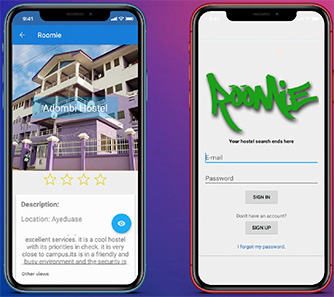 9:41
Roomie
Adombi Hostel
Description:
Location: Ayeduase
excellent services. it is a cool hostel
with its priorities in check. it is very
close to campus.its is in a friendly and
busy environment and the security is
Other views
9:41
ROOMIE
Your hostel search ends here
E-mail
Password
SIGN IN
Don't have an account?
SIGN UP
I forgot my password.